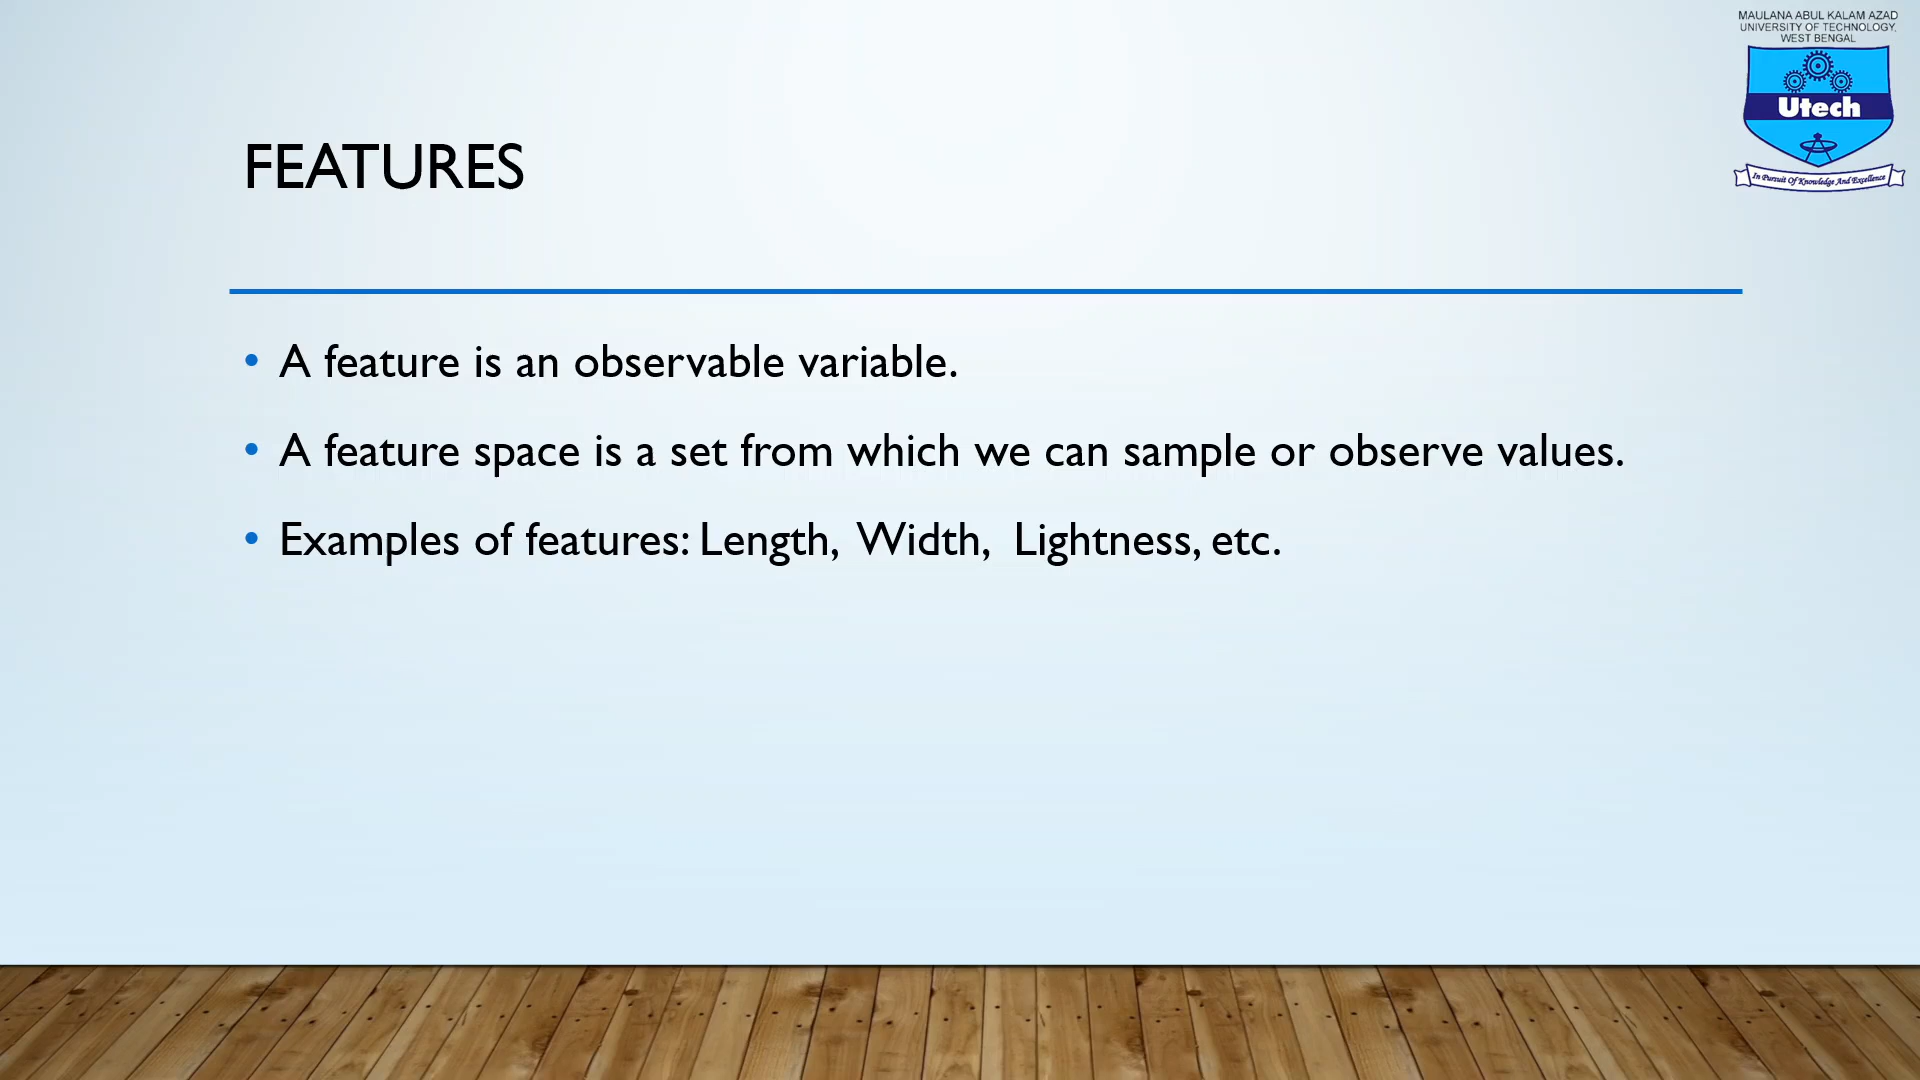 MAULANA ABUL KALAM AZAD
UNIVERSITY OF TECHNOLOGY,
WEST BENGAL
Utech
In Pursuit Of Knowledge And Excellence
FEATURES
• A feature is an observable variable.
• A feature space is a set from which we can sample or observe values.
• Examples of features: Length, Width, Lightness, etc.